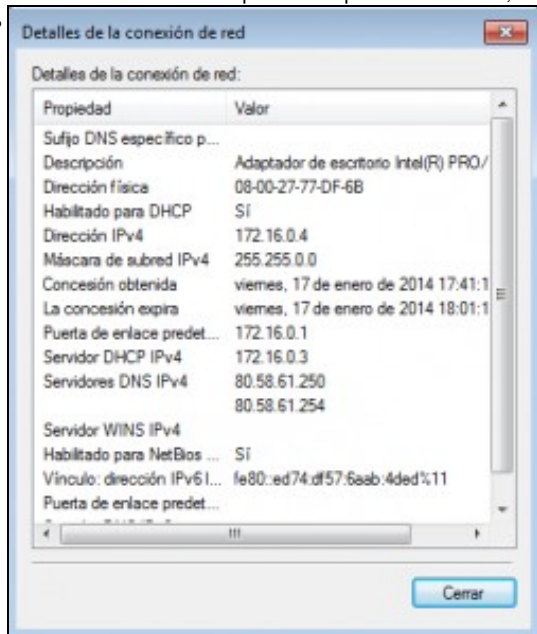 Detalles de la conexión de red
Detalles de la conexión de red:
Propiedad Valor
Sufijo DNS específico p...
Descripción Adaptador de escritorio Intel(R) PRO/
Dirección física 08-00-27-77-DF-6B
Habilitado para DHCP Sí
Dirección IPv4 172.16.0.4
Máscara de subred IPv4 255.255.0.0
Concesión obtenida viernes, 17 de enero de 2014 17:41:1
La concesión expira viernes, 17 de enero de 2014 18:01:1
Puerta de enlace predet... 172.16.0.1
Servidor DHCP IPv4 172.16.0.3
Servidores DNS IPv4 80.58.61.250
80.58.61.254
Servidor WINS IPv4
Habilitado para NetBios ... Sí
Vínculo: dirección IPv6 l... fe80::ed74:df57:6aab:4ded%11
Puerta de enlace predet...
Cerrar